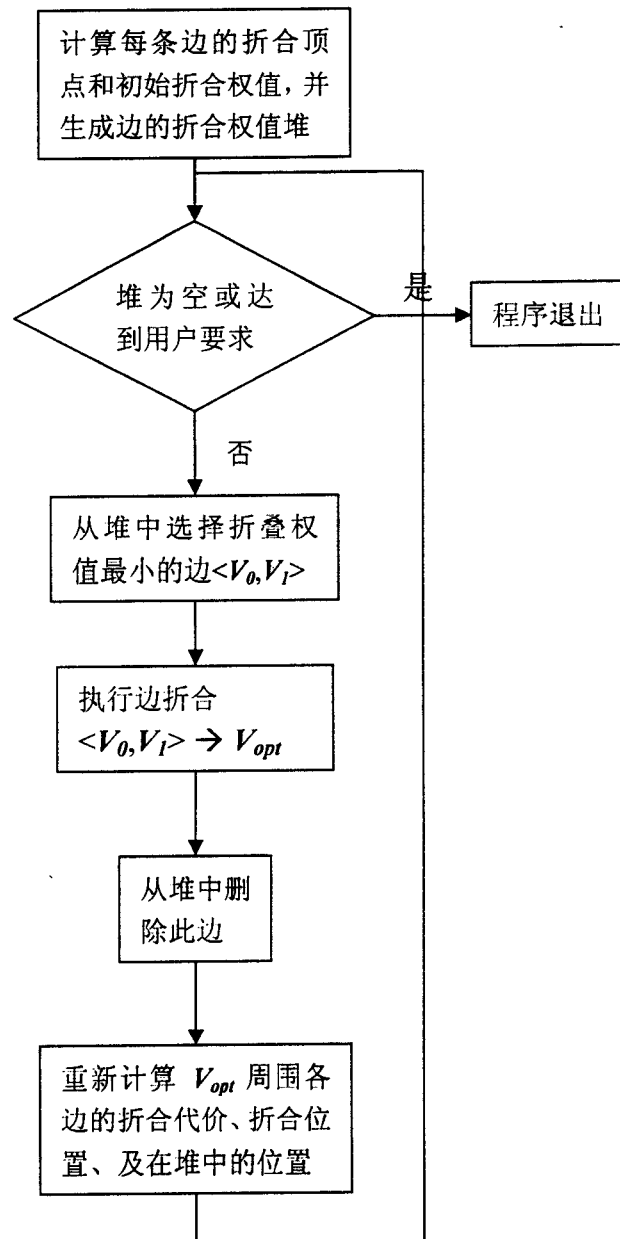 计算每条边的折合顶
点和初始折合权值，并
生成边的折合权值堆
堆为空或达
到用户要求
是
程序退出
否
从堆中选择折叠权
值最小的边<V₀,V₁>
执行边折合
<V₀,V₁> → Vopt
从堆中删
除此边
重新计算 Vopt 周围各
边的折合代价、折合位
置、及在堆中的位置